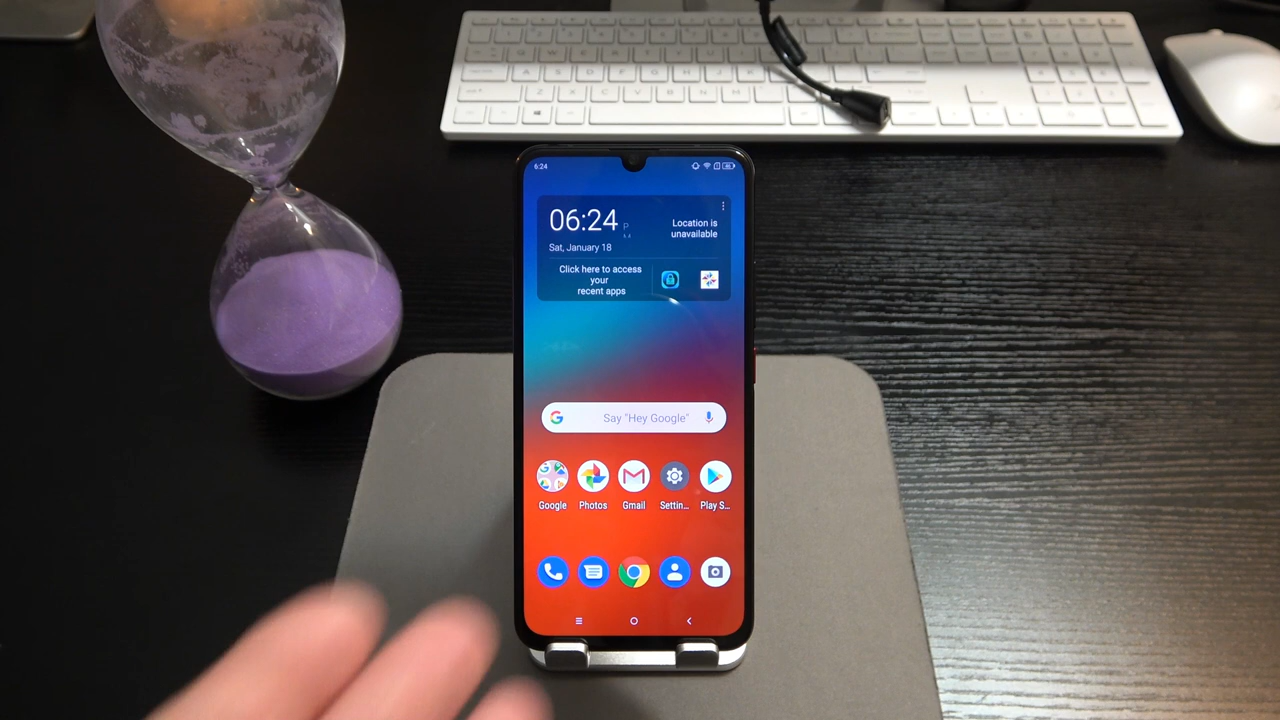 6:24
06:24 P
M
Location is
unavailable
Sat, January 18
Click here to access
your
recent apps
Say "Hey Google"
Google Photos Gmail Settin... Play S...